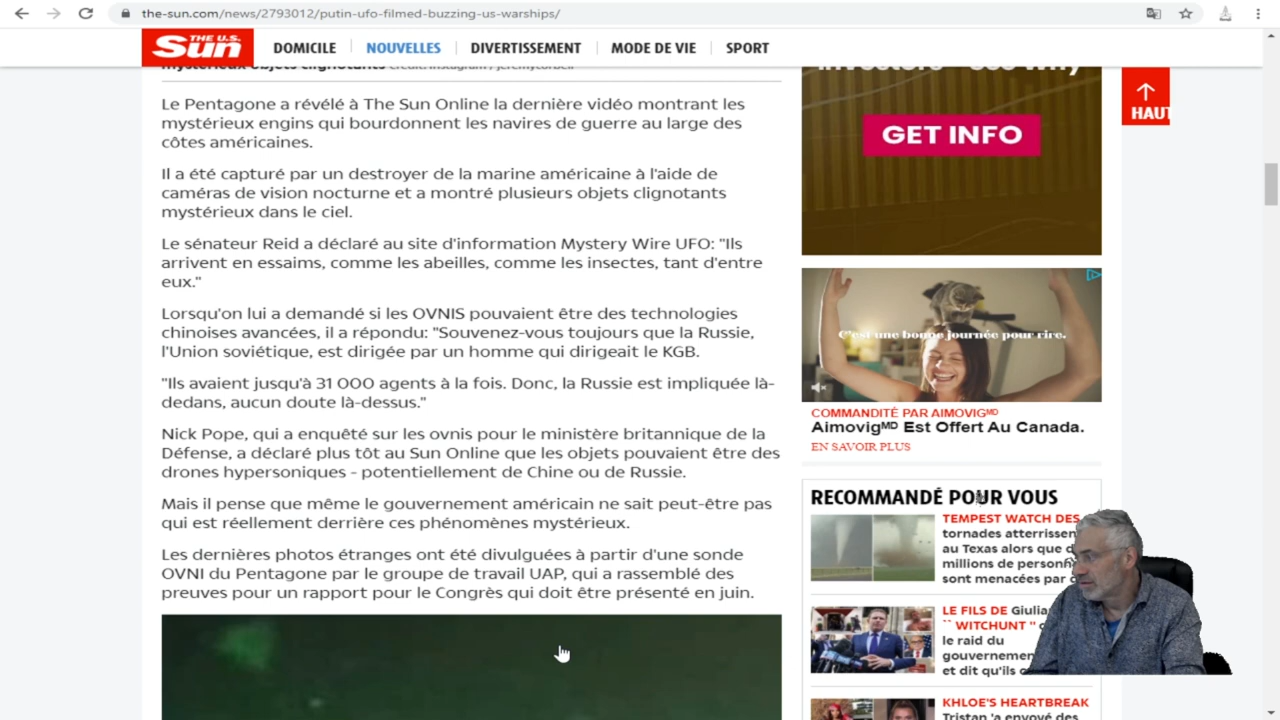 the-sun.com/news/2793012/putin-ufo-filmed-buzzing-us-warships/
THE U.S. Sun
DOMICILE
NOUVELLES
DIVERTISSEMENT
MODE DE VIE
SPORT
Le Pentagone a révélé à The Sun Online la dernière vidéo montrant les
mystérieux engins qui bourdonnent les navires de guerre au large des
côtes américaines.
Il a été capturé par un destroyer de la marine américaine à l'aide de
caméras de vision nocturne et a montré plusieurs objets clignotants
mystérieux dans le ciel.
Le sénateur Reid a déclaré au site d'information Mystery Wire UFO: "Ils
arrivent en essaims, comme les abeilles, comme les insectes, tant d'entre
eux."
Lorsqu'on lui a demandé si les OVNIS pouvaient être des technologies
chinoises avancées, il a répondu: "Souvenez-vous toujours que la Russie,
l'Union soviétique, est dirigée par un homme qui dirigeait le KGB.
"Ils avaient jusqu'à 31 000 agents à la fois. Donc, la Russie est impliquée là-
dedans, aucun doute là-dessus."
Nick Pope, qui a enquêté sur les ovnis pour le ministère britannique de la
Défense, a déclaré plus tôt au Sun Online que les objets pouvaient être des
drones hypersoniques - potentiellement de Chine ou de Russie.
Mais il pense que même le gouvernement américain ne sait peut-être pas
qui est réellement derrière ces phénomènes mystérieux.
Les dernières photos étranges ont été divulguées à partir d'une sonde
OVNI du Pentagone par le groupe de travail UAP, qui a rassemblé des
preuves pour un rapport pour le Congrès qui doit être présenté en juin.
GET INFO
HAUT
C'est une bonne journée pour rire.
COMMANDITÉ PAR AIMOVIGᴹᴰ
Aimovigᴹᴰ Est Offert Au Canada.
EN SAVOIR PLUS
RECOMMANDÉ POUR VOUS
TEMPEST WATCH DES
tornades atterrissen
au Texas alors que d
millions de personn
sont menacées par
LE FILS DE Giulia
`` WITCHUNT ''
le raid du
gouvernemen
et dit qu'ils
KHLOE'S HEARTBREAK
Tristan 'a envoyé des